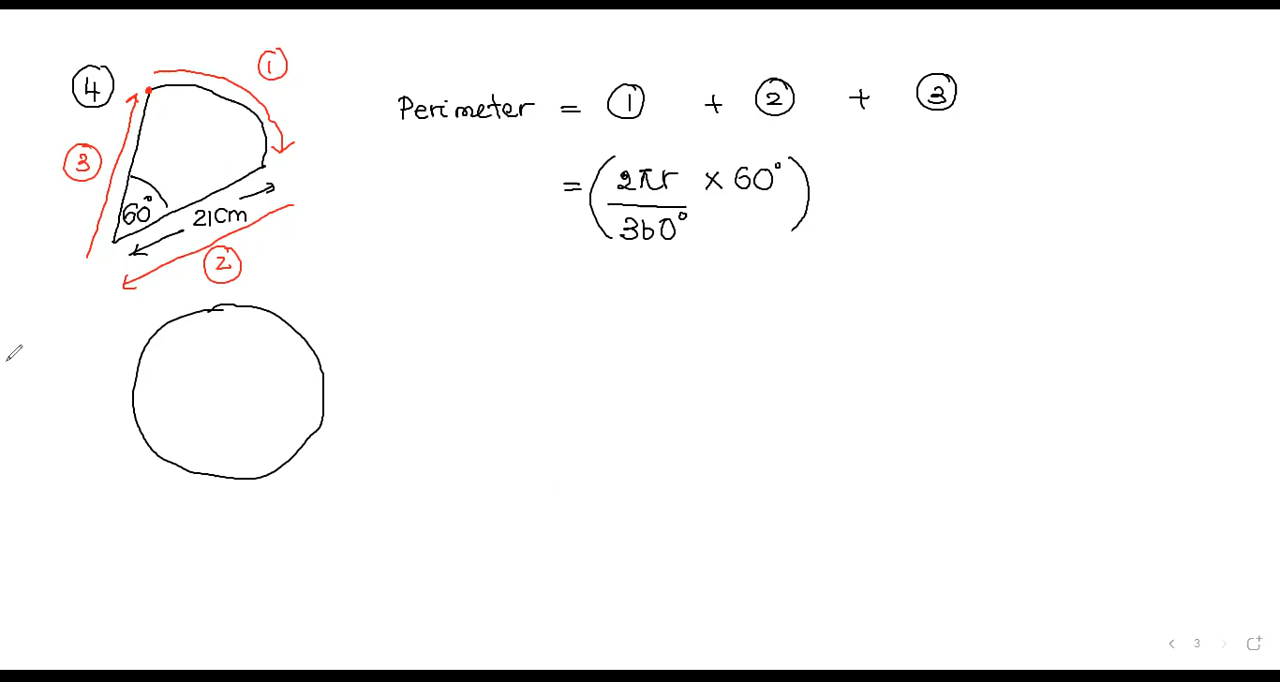 ④ ①
Perimeter = ① + ② + ③
③
= (2πr/360° × 60°)
60° 21Cm
②
3